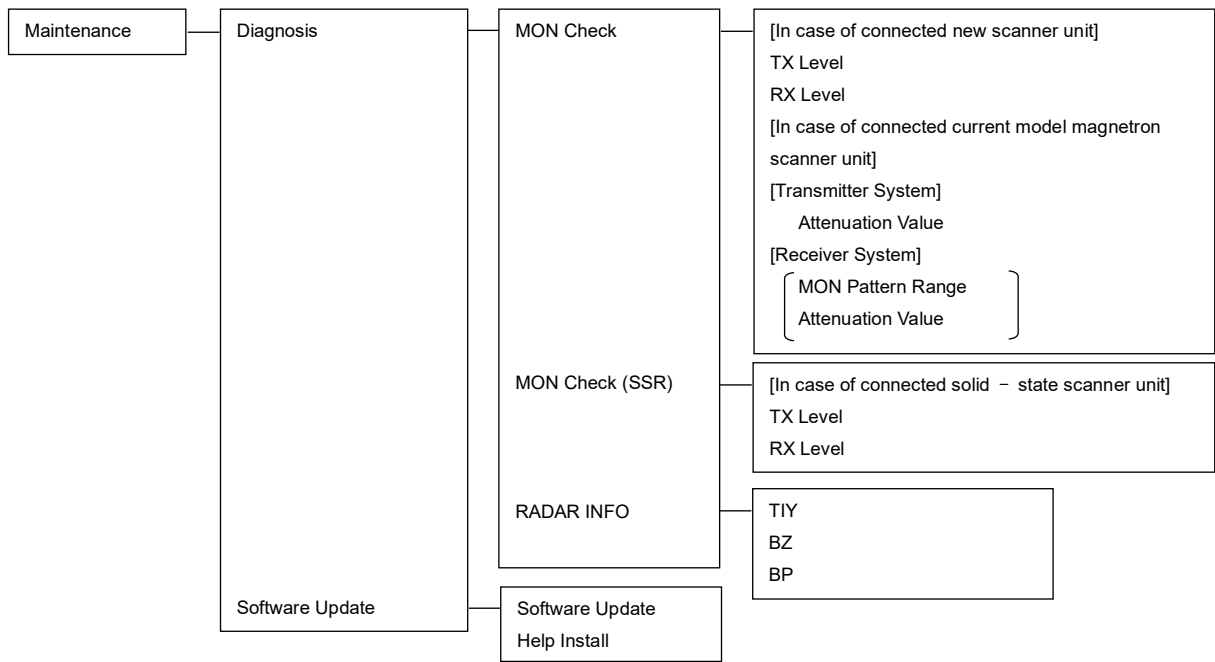 Maintenance
Diagnosis
MON Check
[In case of connected new scanner unit]
TX Level
RX Level
[In case of connected current model magnetron
scanner unit]
[Transmitter System]
Attenuation Value
[Receiver System]
MON Pattern Range
Attenuation Value
MON Check (SSR)
[In case of connected solid － state scanner unit]
TX Level
RX Level
RADAR INFO
TIY
BZ
BP
Software Update
Software Update
Help Install